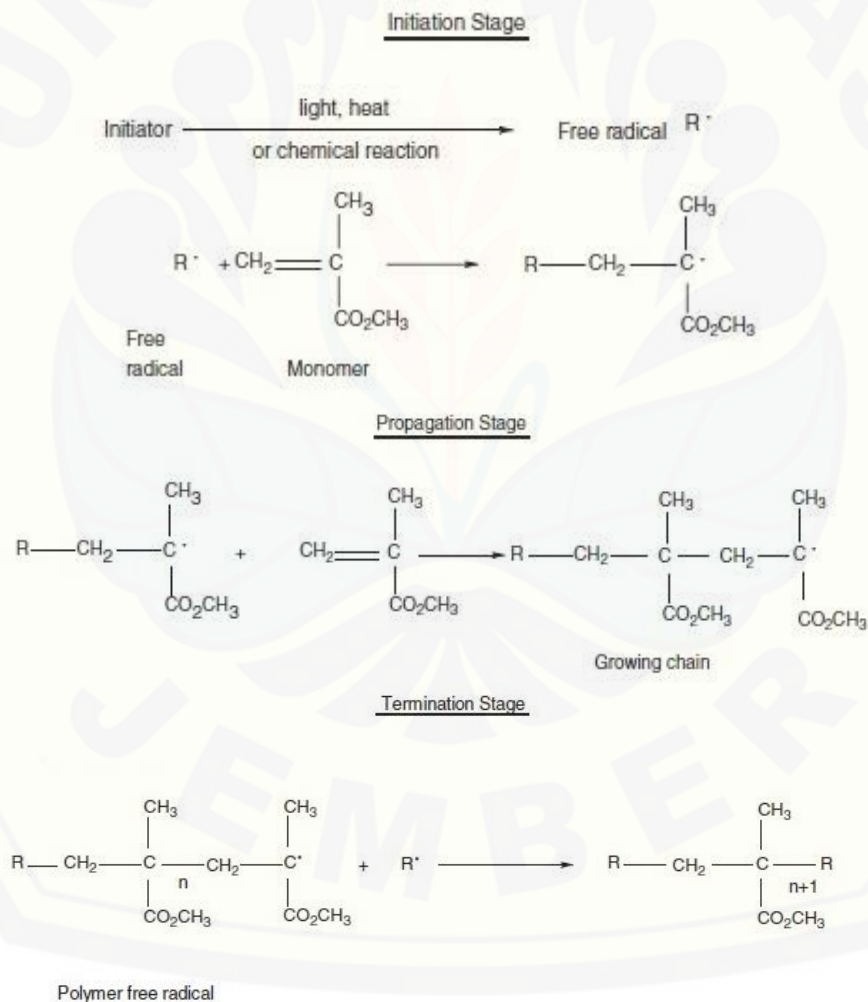 Initiation Stage
light, heat
Initiator
or chemical reaction
Free radical R·
CH₃
CH₃
R· + CH₂ C
R CH₂ C·
CO₂CH₃
CO₂CH₃
Free
radical
Monomer
Propagation Stage
CH₃
CH₃
CH₃
CH₃
R CH₂ C· + CH₂ C R CH₂ C CH₂ C·
CO₂CH₃
CO₂CH₃
CO₂CH₃
CO₂CH₃
Growing chain
Termination Stage
CH₃
CH₃
CH₃
R CH₂ C CH₂ C· + R· R CH₂ C R
n
n+1
CO₂CH₃
CO₂CH₃
CO₂CH₃
Polymer free radical
JEMBER